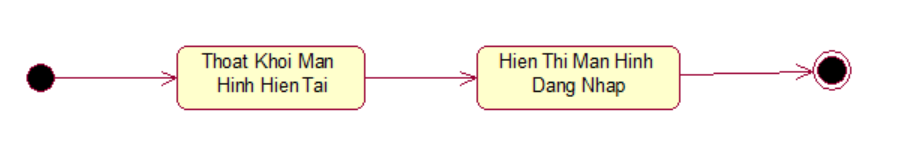 Thoat Khoi Man
Hinh Hien Tai
Hien Thi Man Hinh
Dang Nhap